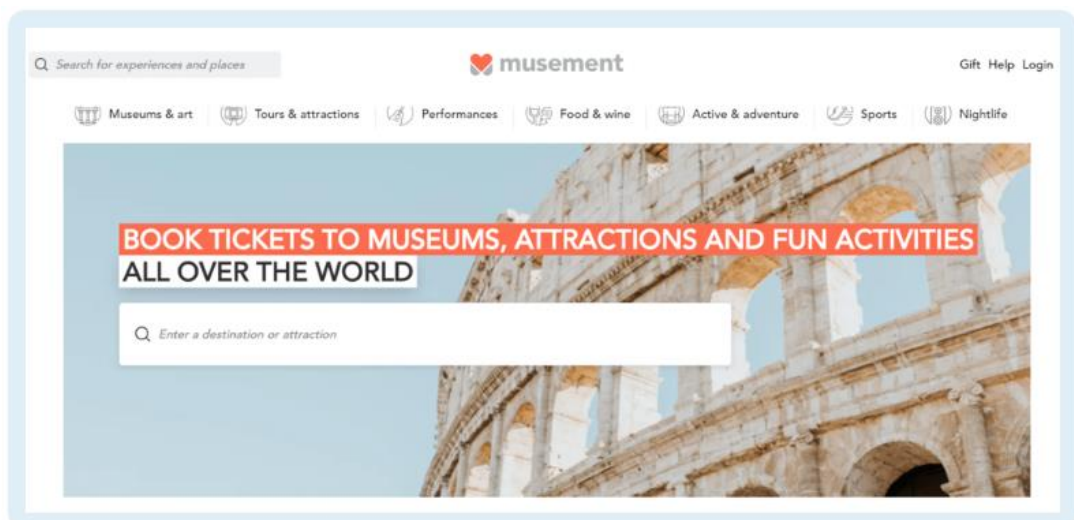 Search for experiences and places
musement
Gift Help Login
Museums & art
Tours & attractions
Performances
Food & wine
Active & adventure
Sports
Nightlife
BOOK TICKETS TO MUSEUMS, ATTRACTIONS AND FUN ACTIVITIES
ALL OVER THE WORLD
Enter a destination or attraction